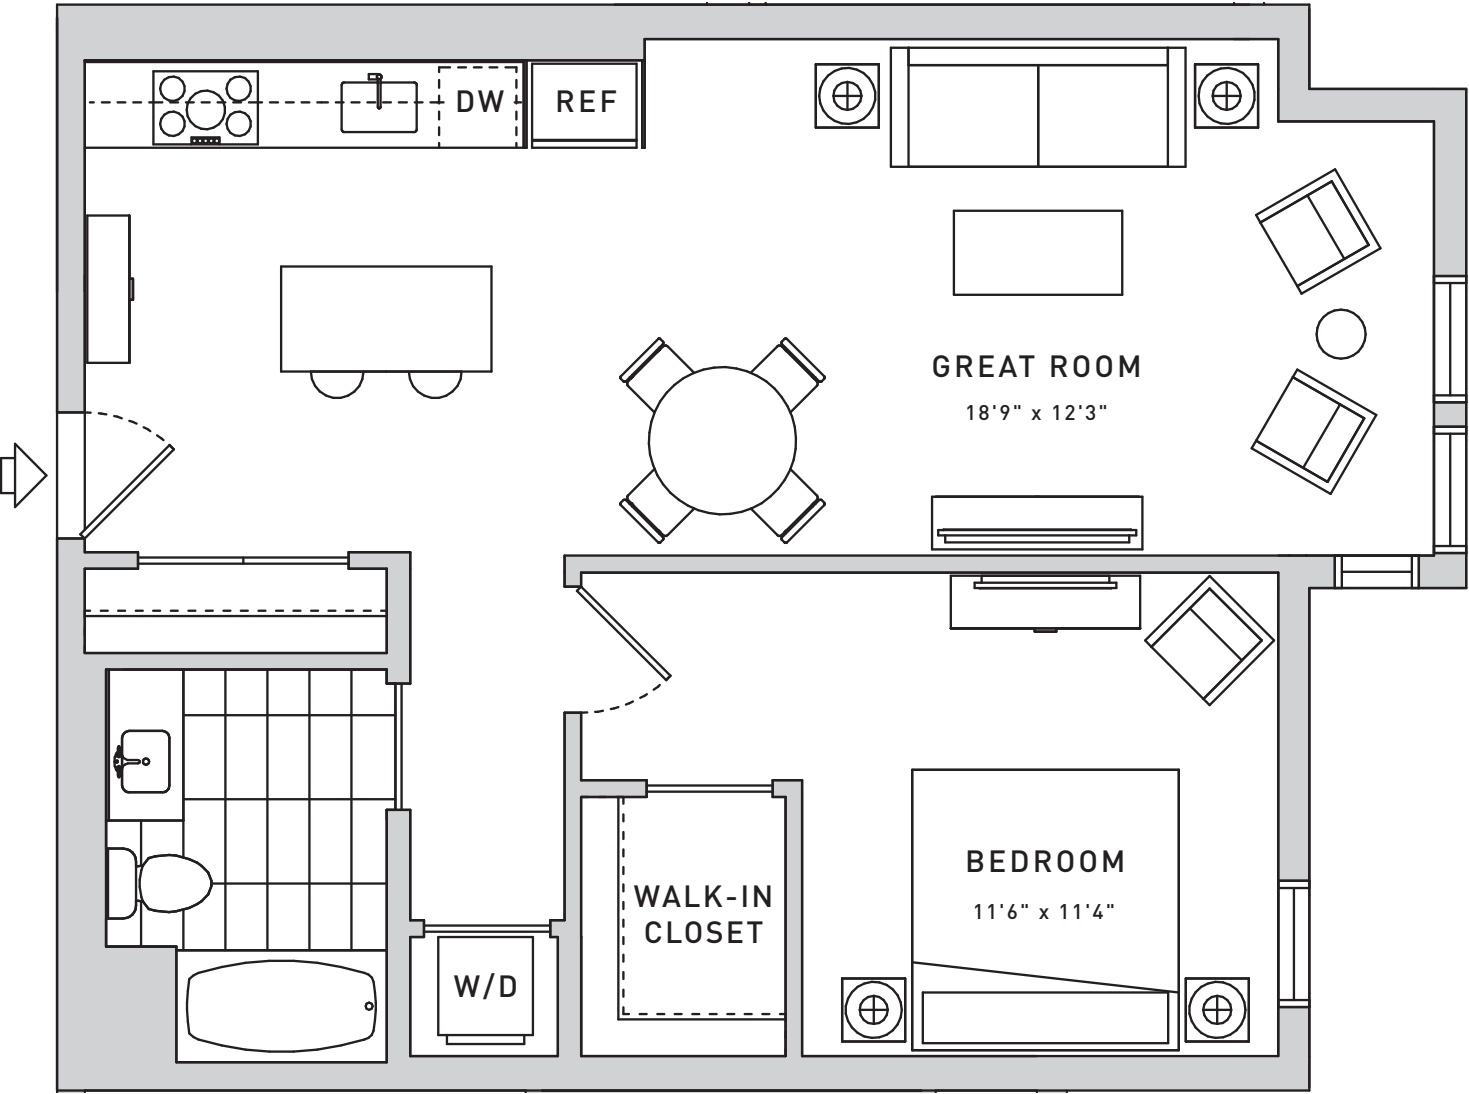 DW
REF
GREAT ROOM
18'9" x 12'3"
BEDROOM
11'6" x 11'4"
WALK-IN
CLOSET
W/D